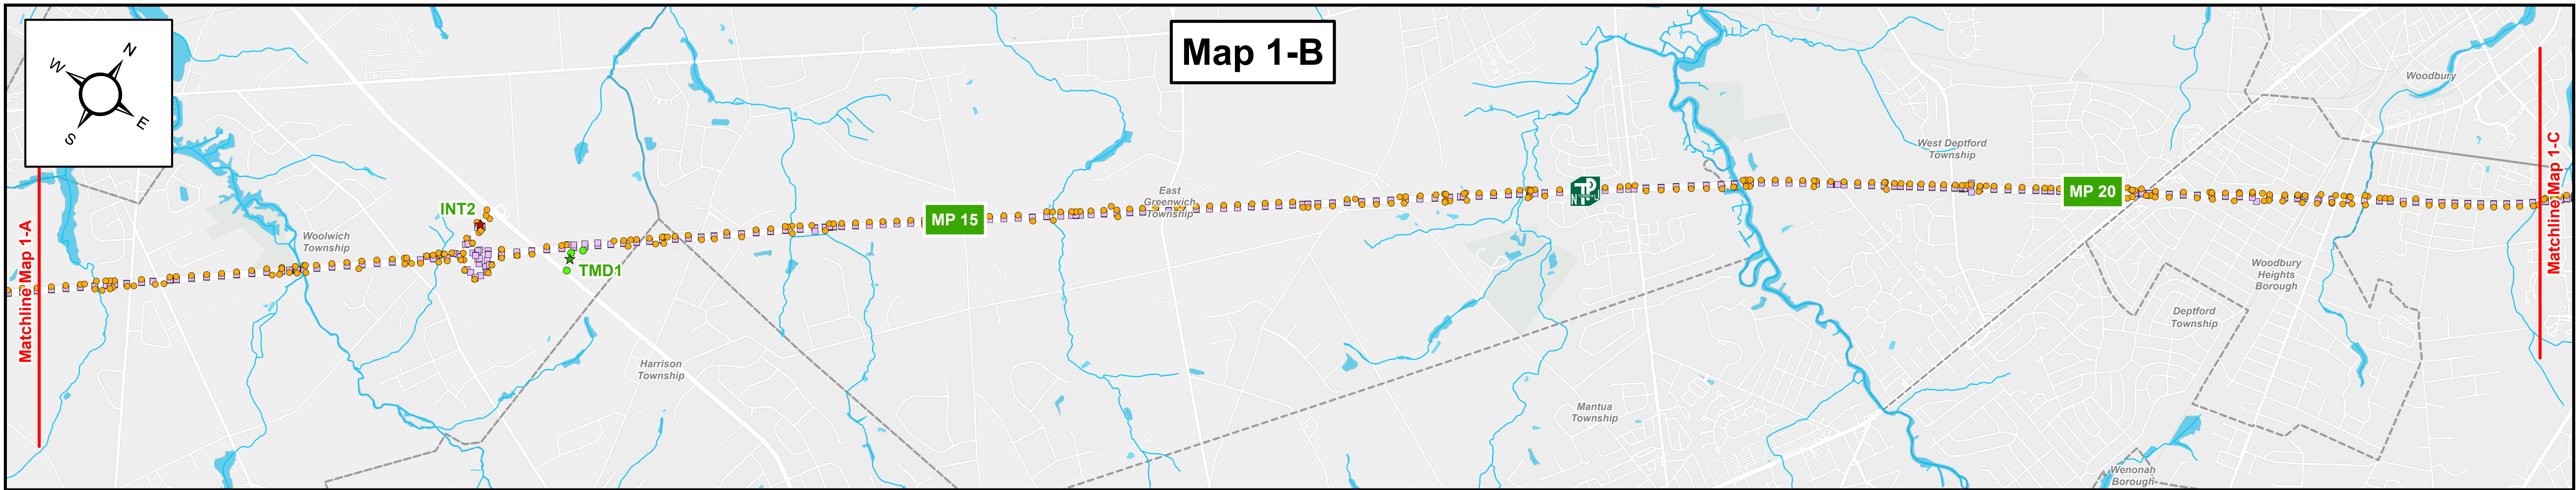 Map 1-B
N
W
E
S
Woodbury
West Deptford
Township
Matchline Map 1-C
MP 20
East
Greenwich
Township
MP 15
INT2
TMD1
Woolwich
Township
Matchline Map 1-A
Woodbury
Heights
Borough
Deptford
Township
Harrison
Township
Mantua
Township
Wenonah
Borough